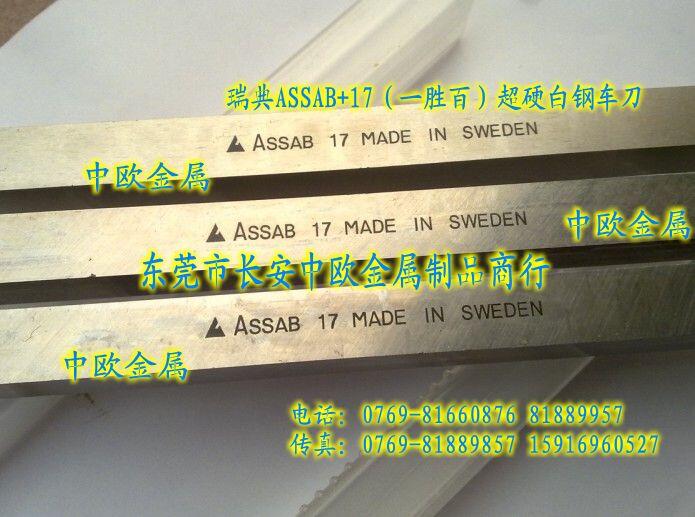 瑞典ASSAB+17（一胜百）超硬白钢车刀
ASSAB 17 MADE IN SWEDEN
中欧金属
ASSAB 17 MADE IN SWEDEN
中欧金属
东莞市长安中欧金属制品商行
ASSAB 17 MADE IN SWEDEN
中欧金属
电话：0769-81660876 81889957
传真：0769-81889857 15916960527